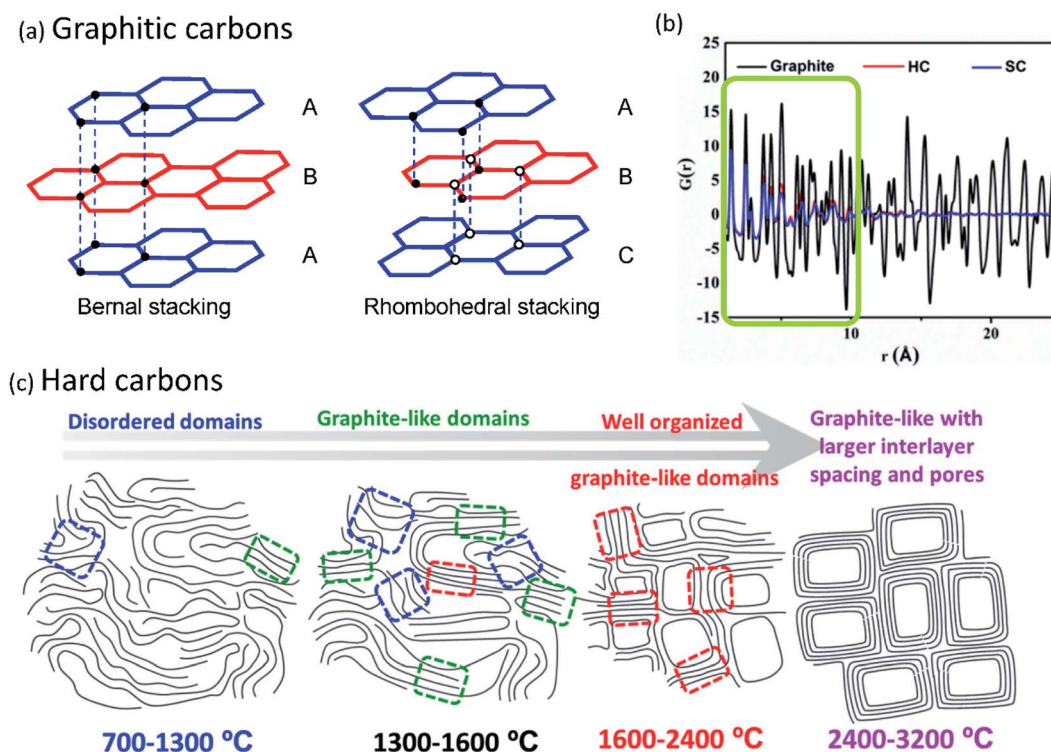 (a) Graphitic carbons
A
B
A
Bernal stacking
A
B
C
Rhombohedral stacking
(b)
Graphite HC SC
G(r)
25
20
15
10
5
0
-5
-10
-15
10 20
r (Å)
(c) Hard carbons
Disordered domains
Graphite-like domains
Well organized
graphite-like domains
Graphite-like with
larger interlayer
spacing and pores
700-1300 °C
1300-1600 °C
1600-2400 °C
2400-3200 °C